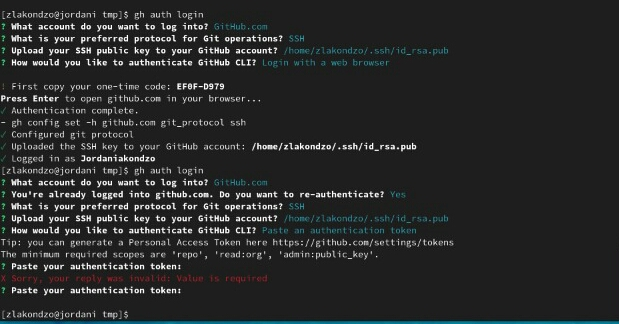 [zlakondzo@jordani tmp]$ gh auth login
? What account do you want to log into? GitHub.com
? What is your preferred protocol for Git operations? SSH
? Upload your SSH public key to your GitHub account? /home/zlakondzo/.ssh/id_rsa.pub
? How would you like to authenticate GitHub CLI? Login with a web browser
! First copy your one-time code: EF0F-D979
Press Enter to open github.com in your browser...
✓ Authentication complete.
- gh config set -h github.com git_protocol ssh
✓ Configured git protocol
✓ Uploaded the SSH key to your GitHub account: /home/zlakondzo/.ssh/id_rsa.pub
✓ Logged in as Jordaniakondzo
[zlakondzo@jordani tmp]$ gh auth login
? What account do you want to log into? GitHub.com
? You're already logged into github.com. Do you want to re-authenticate? Yes
? What is your preferred protocol for Git operations? SSH
? Upload your SSH public key to your GitHub account? /home/zlakondzo/.ssh/id_rsa.pub
? How would you like to authenticate GitHub CLI? Paste an authentication token
Tip: you can generate a Personal Access Token here https://github.com/settings/tokens
The minimum required scopes are 'repo', 'read:org', 'admin:public_key'.
? Paste your authentication token:
X Sorry, your reply was invalid: Value is required
? Paste your authentication token:
[zlakondzo@jordani tmp]$